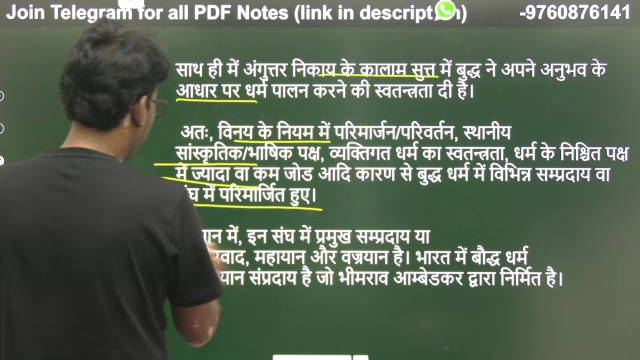 Join Telegram for all PDF Notes (link in description) -9760876141
साथ ही में अंगुत्तर निकाय के कालाम सुत्त में बुद्ध ने अपने अनुभव के
आधार पर धर्म पालन करने की स्वतन्त्रता दी है।
अतः, विनय के नियम में परिमार्जन/परिवर्तन, स्थानीय
सांस्कृतिक/भाषिक पक्ष, व्यक्तिगत धर्म का स्वतन्त्रता, धर्म के निश्चित पक्ष
में ज्यादा वा कम जोड आदि कारण से बुद्ध धर्म में विभिन्न सम्प्रदाय वा
संघ में परिमार्जित हुए।
में, इन संघ में प्रमुख सम्प्रदाय या
महायान और वज्रयान है। भारत में बौद्ध धर्म
संप्रदाय है जो भीमराव आम्बेडकर द्वारा निर्मित है।